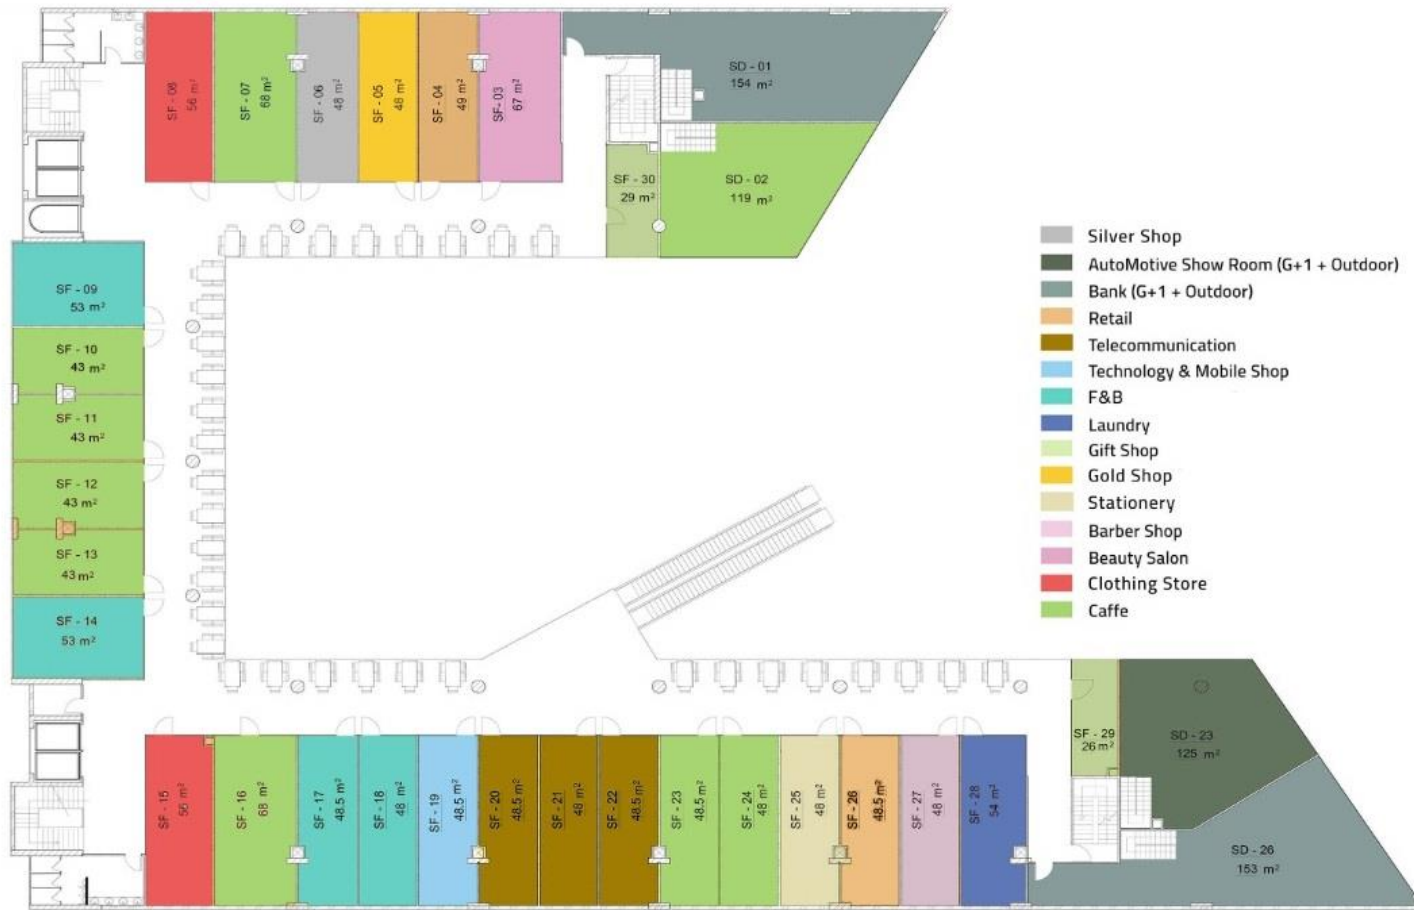 SF - 08
56 m²
SF - 07
68 m²
SF - 06
48 m²
SF - 05
48 m²
SF - 04
49 m²
SF- 03
67 m²
SD - 01
154 m²
SF - 30
29 m²
SD - 02
119 m²
SF - 09
53 m²
SF - 10
43 m²
SF - 11
43 m²
SF - 12
43 m²
SF - 13
43 m²
SF - 14
53 m²
Silver Shop
AutoMotive Show Room (G+1 + Outdoor)
Bank (G+1 + Outdoor)
Retail
Telecommunication
Technology & Mobile Shop
F&B
Laundry
Gift Shop
Gold Shop
Stationery
Barber Shop
Beauty Salon
Clothing Store
Caffe
SF - 15
56 m²
SF - 16
68 m²
SF - 17
48.5 m²
SF - 18
48 m²
SF - 19
48.5 m²
SF - 20
48.5 m²
SF - 21
48 m²
SF - 22
48.5 m²
SF - 23
48.5 m²
SF - 24
48 m²
SF - 25
48 m²
SF - 26
48.5 m²
SF - 27
48 m²
SF - 28
54 m²
SF - 29
26 m²
SD - 23
125 m²
SD - 26
153 m²